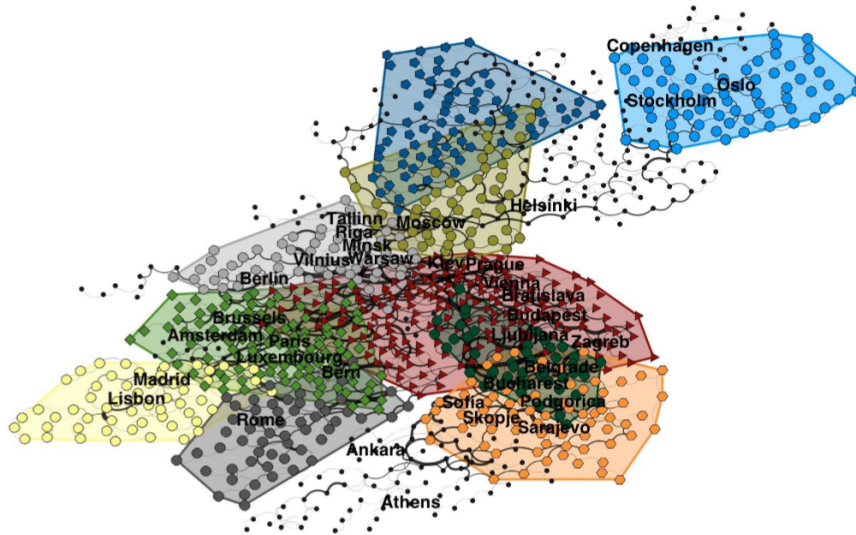 Copenhagen
Oslo
Stockholm
Helsinki
Tallinn
Moscow
Riga
Minsk
Vilnius
Warsaw
Kiev
Prague
Berlin
Vienna
Bratislava
Brussels
Budapest
Amsterdam
Paris
Ljubljana
Zagreb
Luxembourg
Bern
Belgrade
Madrid
Bucharest
Lisbon
Sofia
Podgorica
Rome
Skopje
Sarajevo
Ankara
Athens